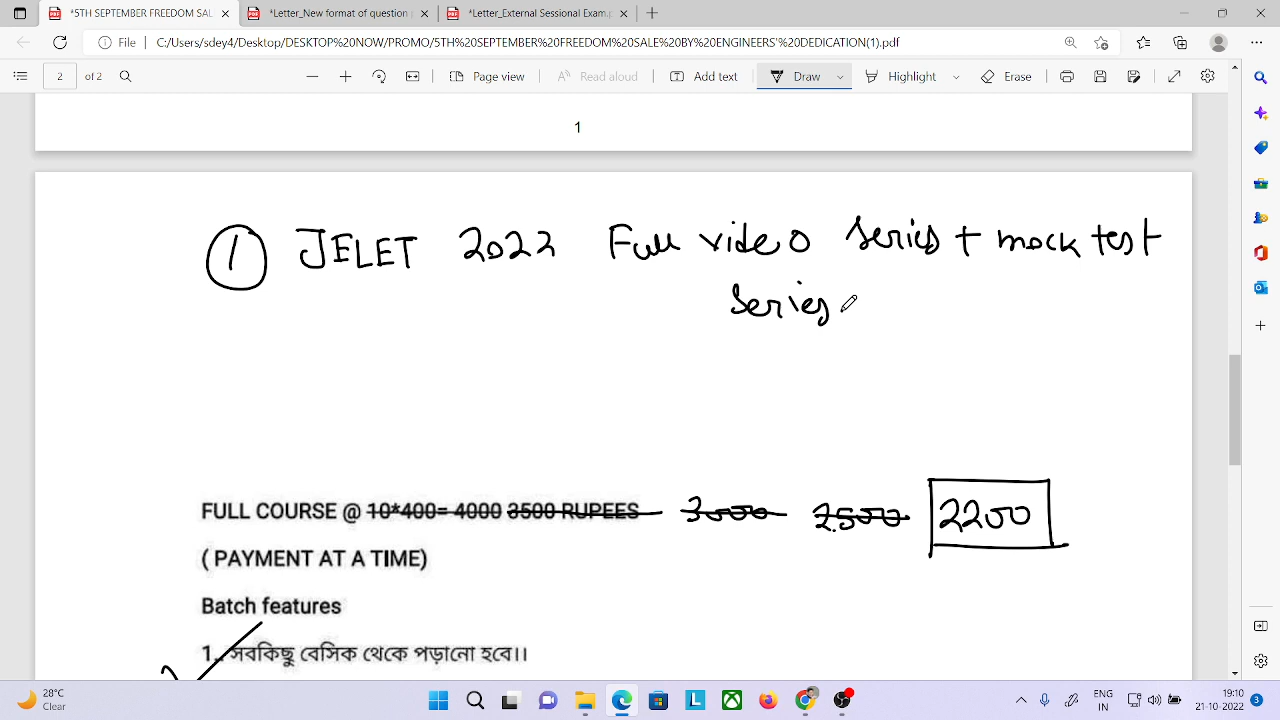 *5TH SEPTEMBER FREEDOM SAL
*Letter_New format of question p
*Letter_External Sessional Exam.p
File C:/Users/sdey4/Desktop/DESKTOP%20NOW/PROMO/5TH%20SEPTEMBER%20FREEDOM%20SALE%20BY%20ENGINEERS'%20DEDICATION(1).pdf
2 of 2 Page view Read aloud Add text Draw Highlight Erase
1
① JELET 2022 Full video series + mock test
series
FULL COURSE @ 10*400= 4000 3500 RUPEES 3000 2500 2200
( PAYMENT AT A TIME)
Batch features
1.. সবকিছু বেসিক থেকে পড়ানো হবে।।
28°C
Clear
ENG
IN
19:10
21-10-2022
3